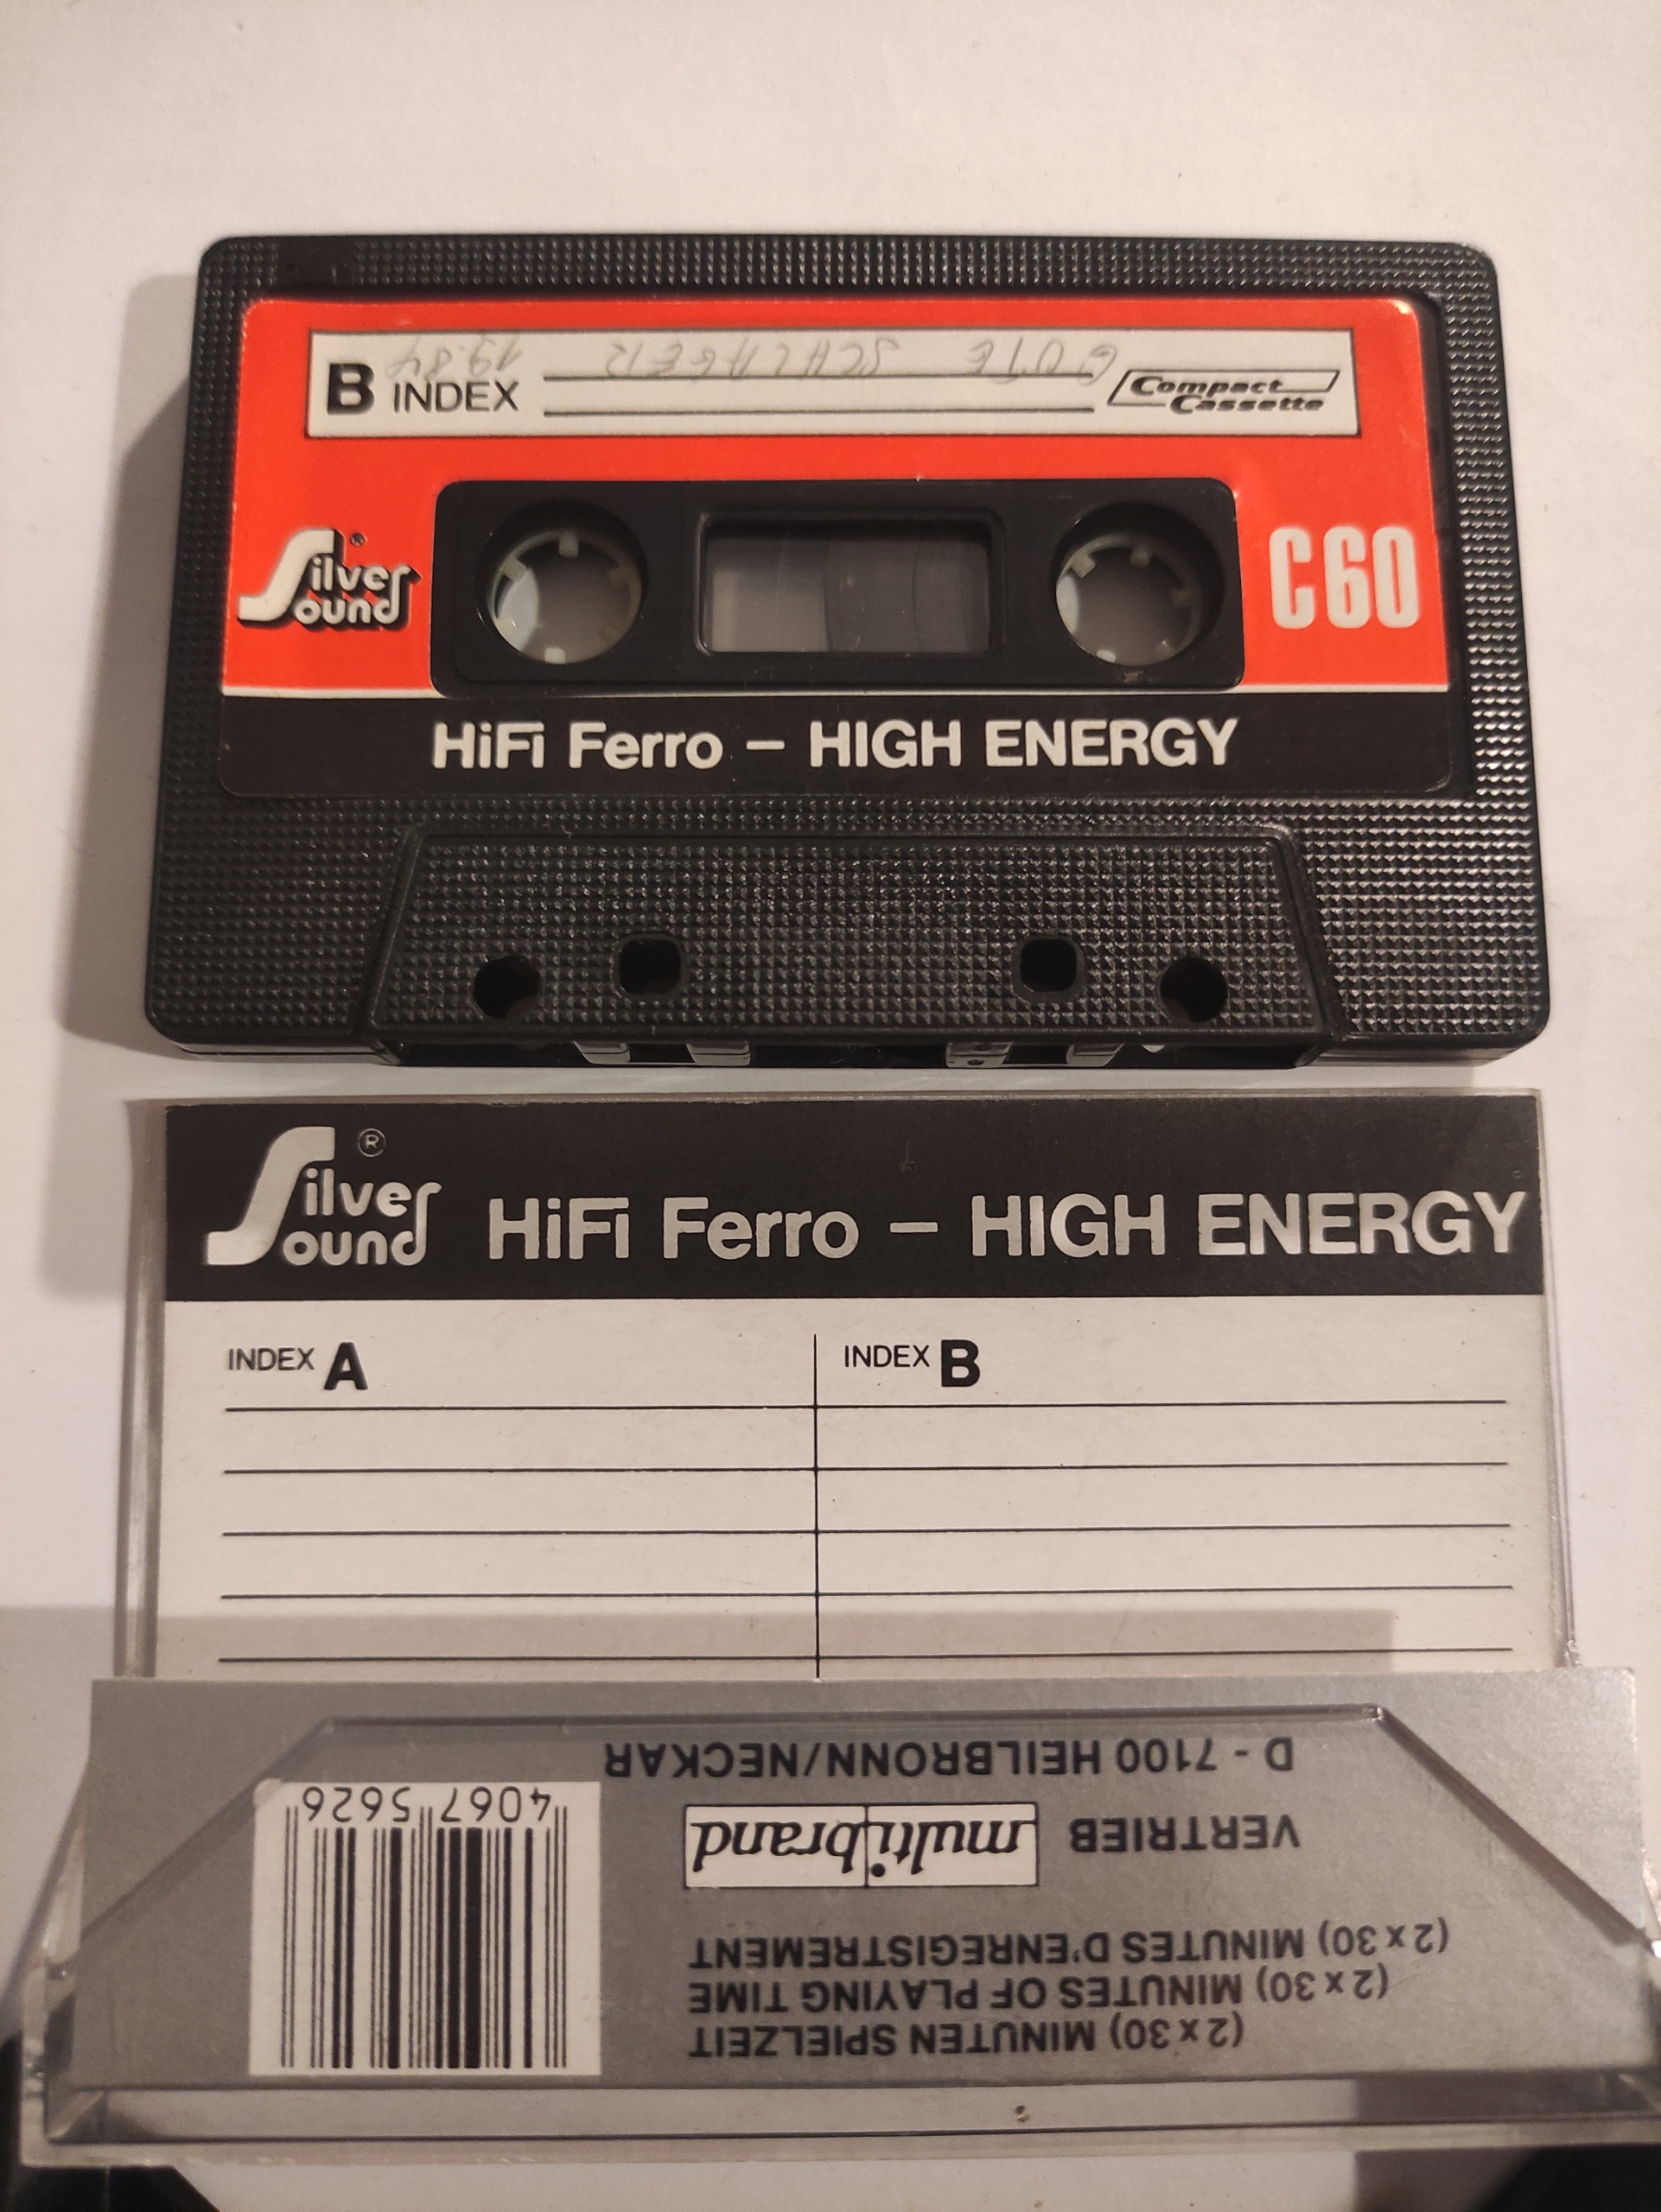 GUTE SCHLAGER 1984
B INDEX
Compact Cassette
Silver Sound ®
C60
HiFi Ferro – HIGH ENERGY
Silver Sound ®
HiFi Ferro – HIGH ENERGY
INDEX A
INDEX B
(2 x 30) MINUTEN SPIELZEIT
(2 x 30) MINUTES OF PLAYING TIME
(2 x 30) MINUTES D'ENREGISTREMENT
VERTRIEB multibrand
D - 7100 HEILBRONN/NECKAR
4067 5626